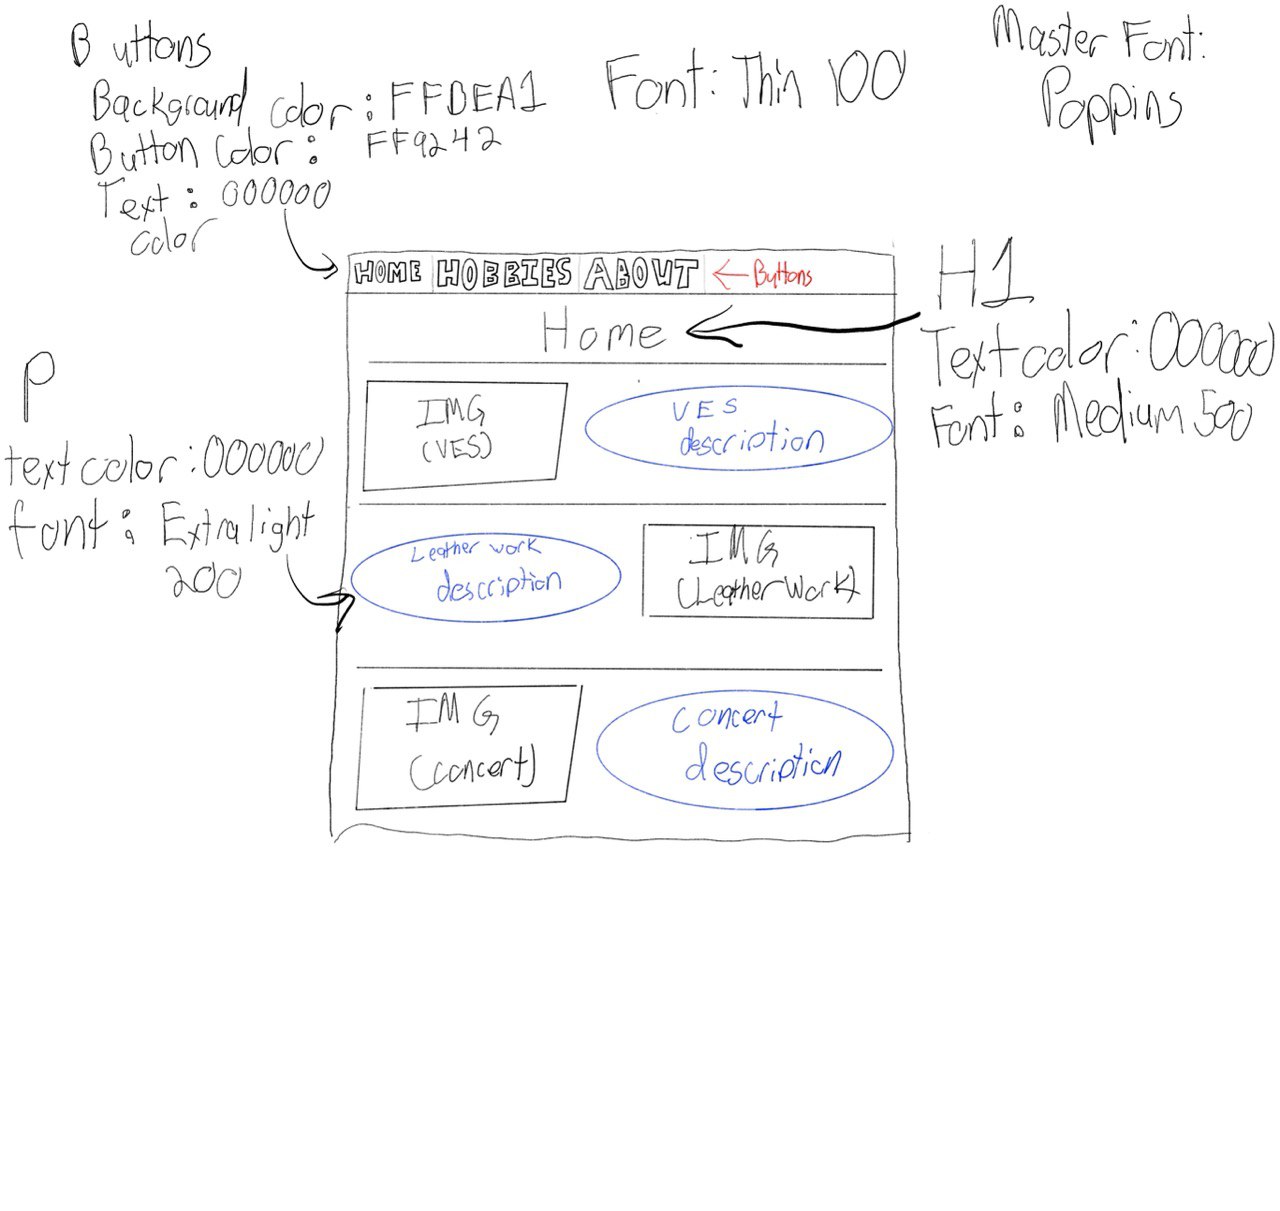 Buttons
Background color: FFBEA1
Button Color: FF9242
Text: 000000
color
Font: Thin 100
Master Font:
Poppins
HOME HOBBIES ABOUT ← Buttons
Home
H1
Text color: 000000
Font: Medium 500
P
text color: 000000
font: Extralight
200
IMG
(VES)
VES
description
Leather work
description
IMG
(Leather Work)
IMG
(concert)
Concert
description